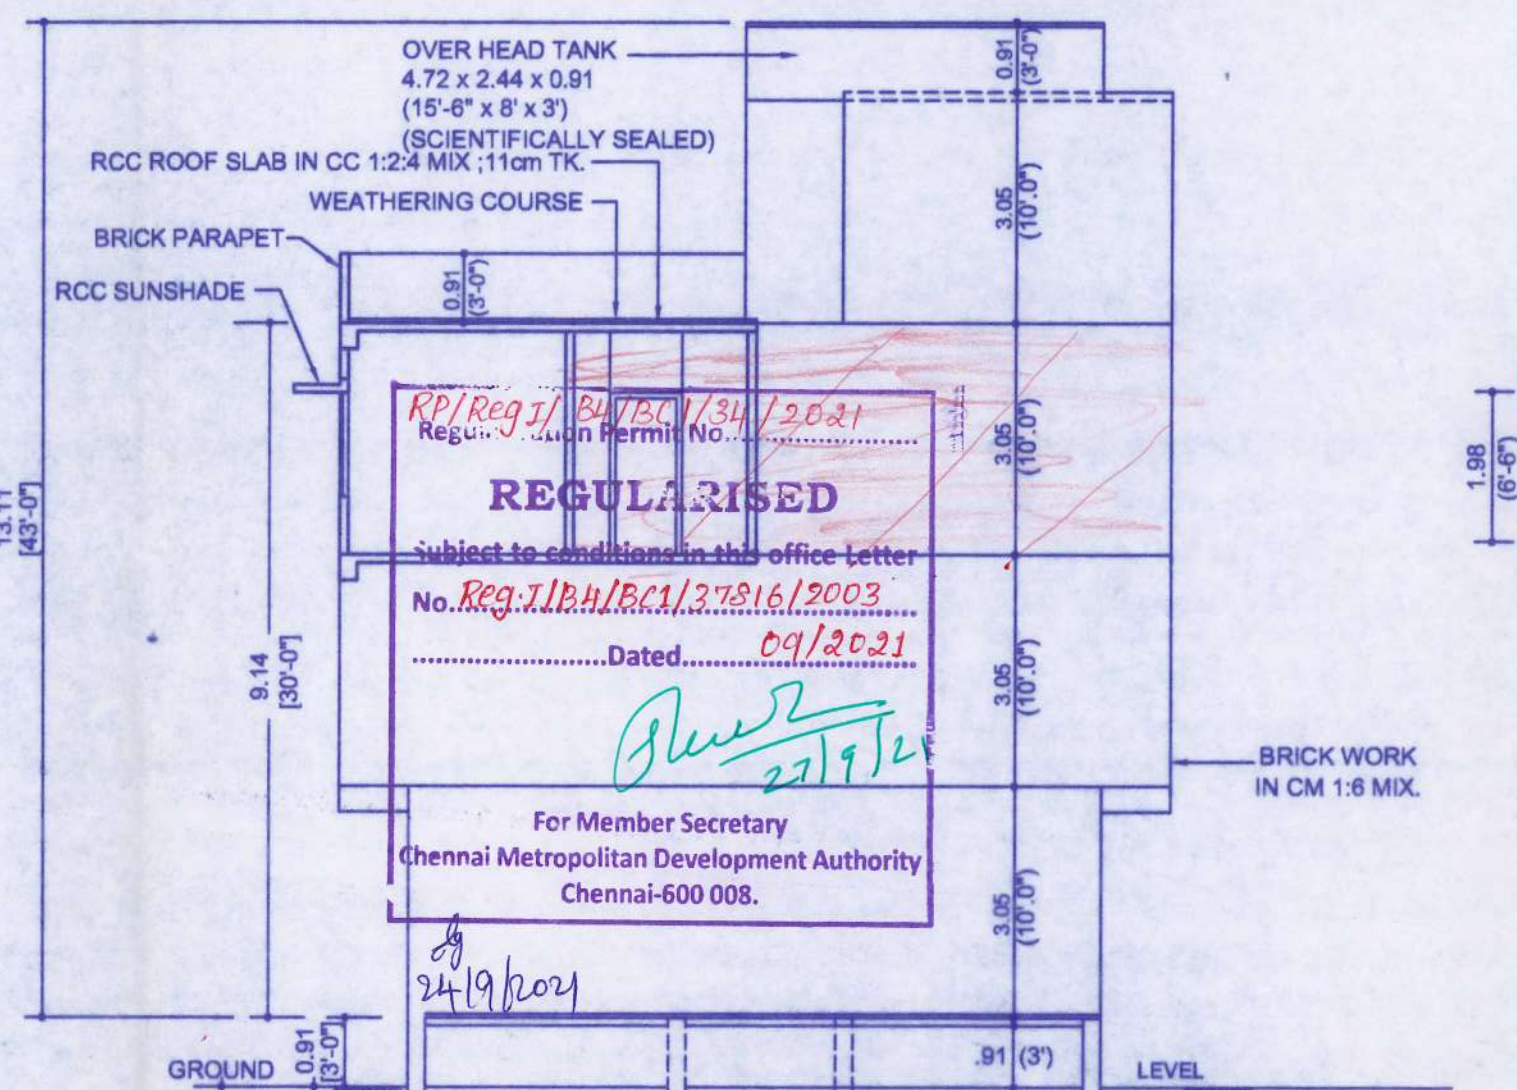 OVER HEAD TANK
4.72 x 2.44 x 0.91
(15'-6" x 8' x 3')
(SCIENTIFICALLY SEALED)
RCC ROOF SLAB IN CC 1:2:4 MIX ;11cm TK.
WEATHERING COURSE
BRICK PARAPET
RCC SUNSHADE
0.91
(3'-0")
0.91
(3'-0")
3.05
(10'.0")
3.05
(10'.0")
3.05
(10'.0")
3.05
(10'.0")
1.98
(6'-6")
13.11
[43'-0"]
9.14
[30'-0"]
RP/Reg I/ B4/BC1/34/2021
Permit No
REGULARISED
subject to conditions in this office Letter
No. Reg.I/B4/BC1/37816/2003
Dated 09/2021
27/9/21
For Member Secretary
Chennai Metropolitan Development Authority
Chennai-600 008.
24/9/2021
BRICK WORK
IN CM 1:6 MIX.
GROUND
0.91
[3'-0"]
.91 (3')
LEVEL